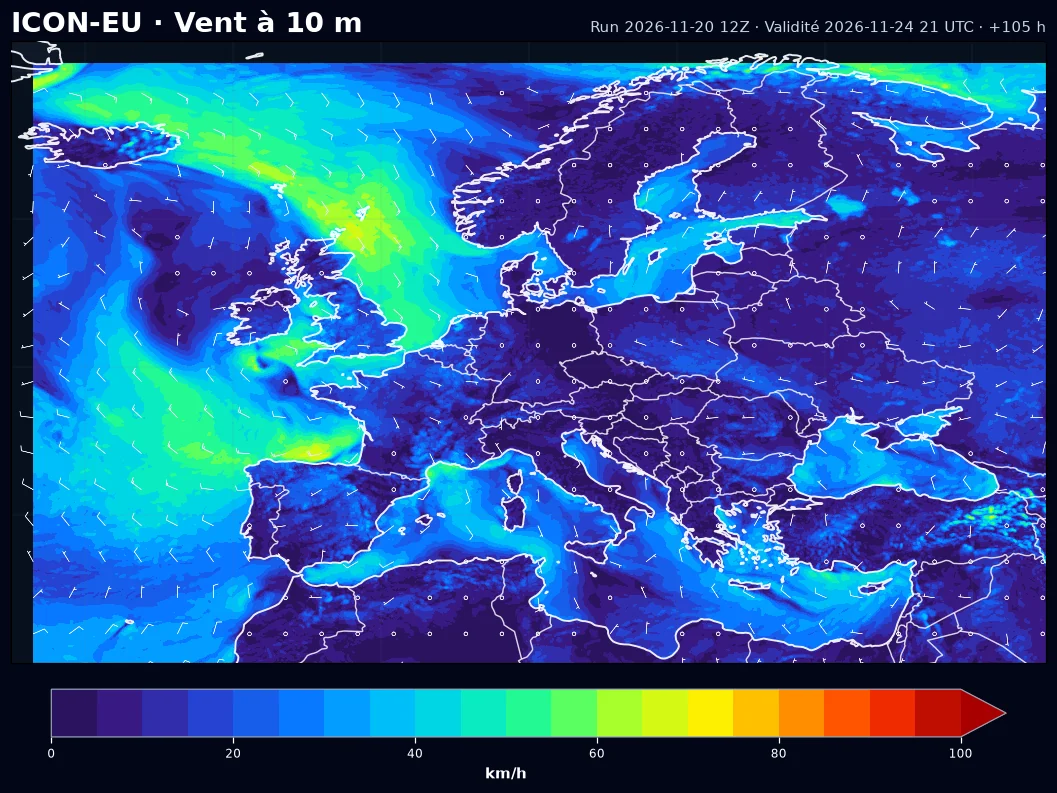 ICON-EU · Vent à 10 m
Run 2026-11-20 12Z · Validité 2026-11-24 21 UTC · +105 h
0 20 40 60 80 100
km/h